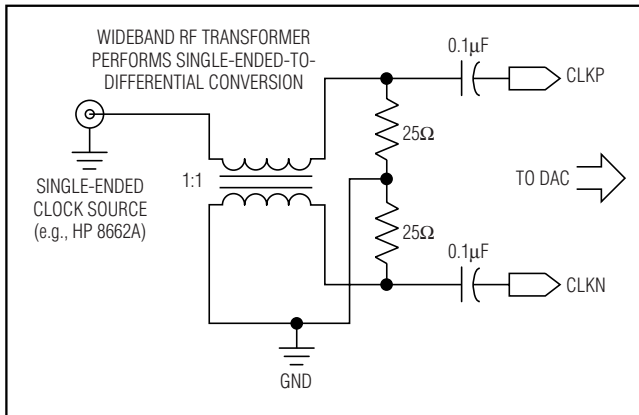 WIDEBAND RF TRANSFORMER
PERFORMS SINGLE-ENDED-TO-
DIFFERENTIAL CONVERSION
0.1μF
CLKP
25Ω
SINGLE-ENDED
CLOCK SOURCE
(e.g., HP 8662A)
1:1
TO DAC
25Ω
0.1μF
CLKN
GND